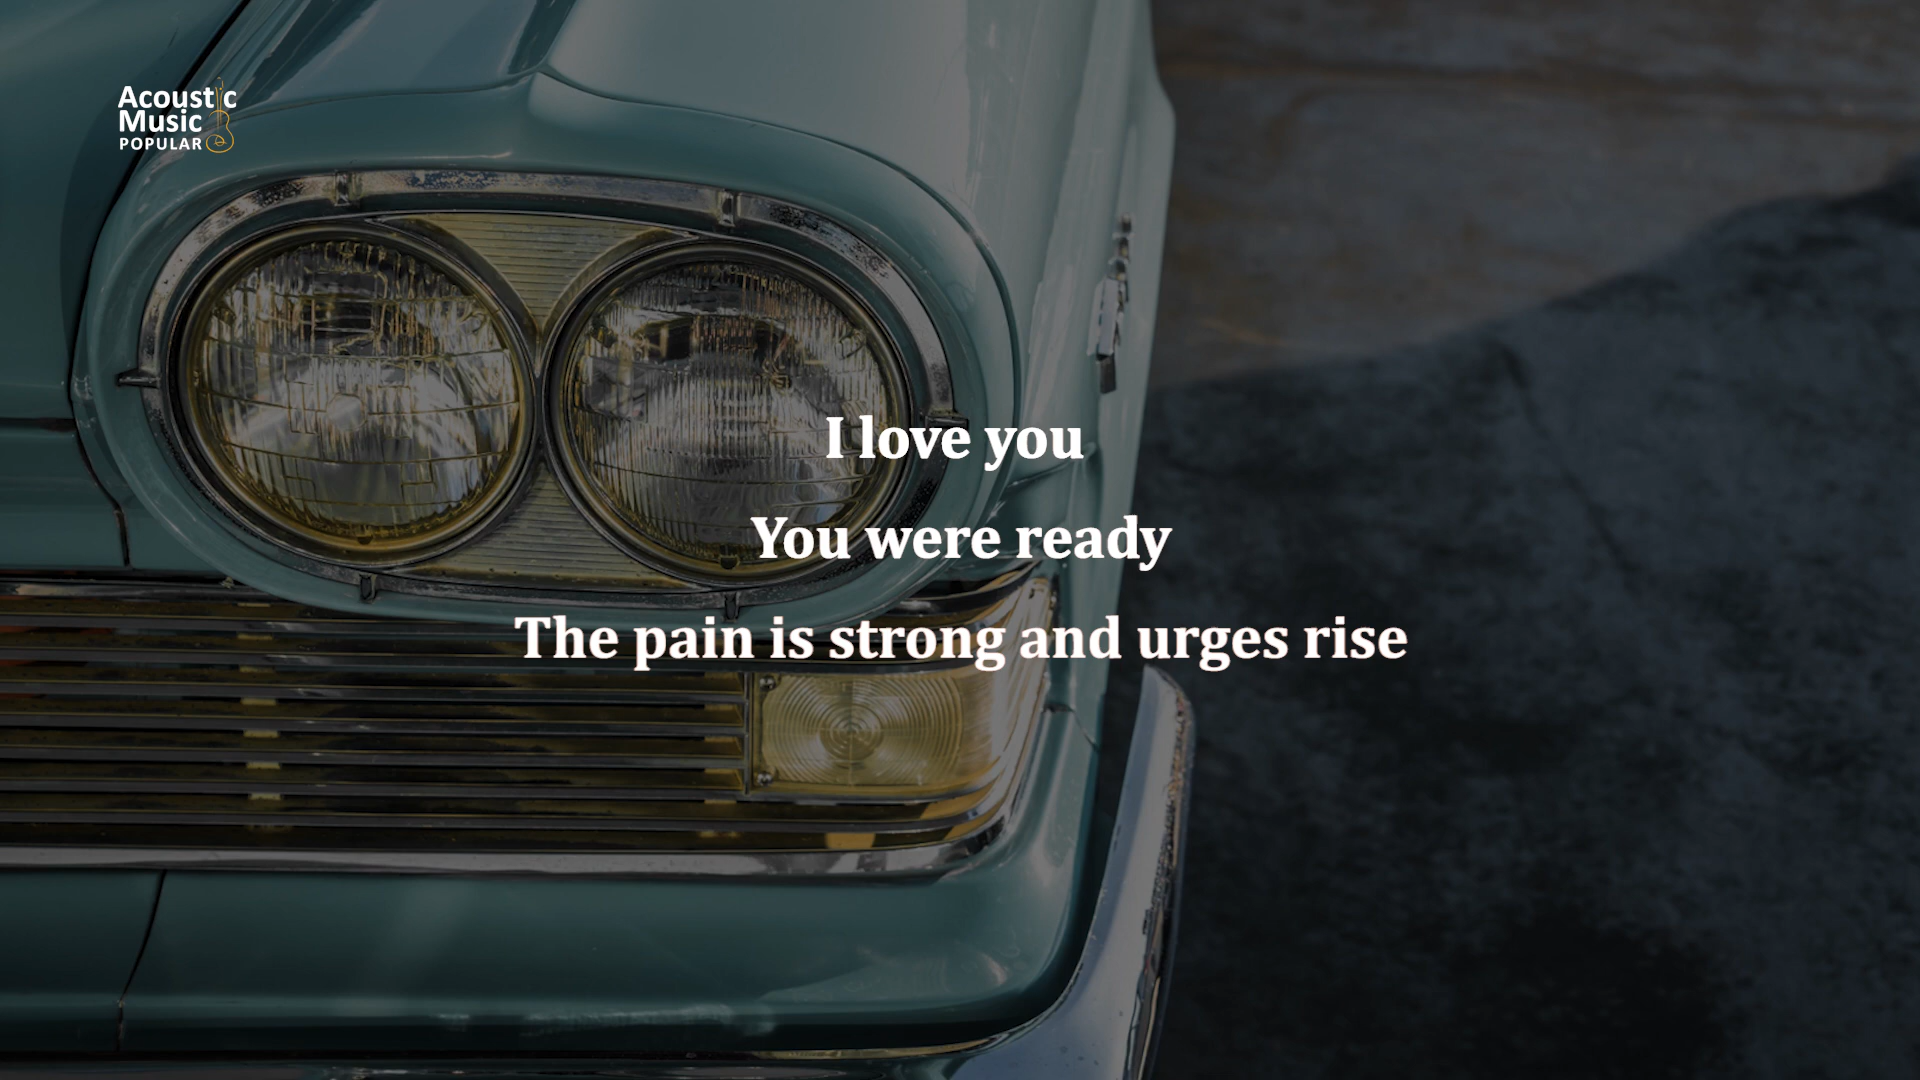 Acoustic
Music
POPULAR
I love you
You were ready
The pain is strong and urges rise